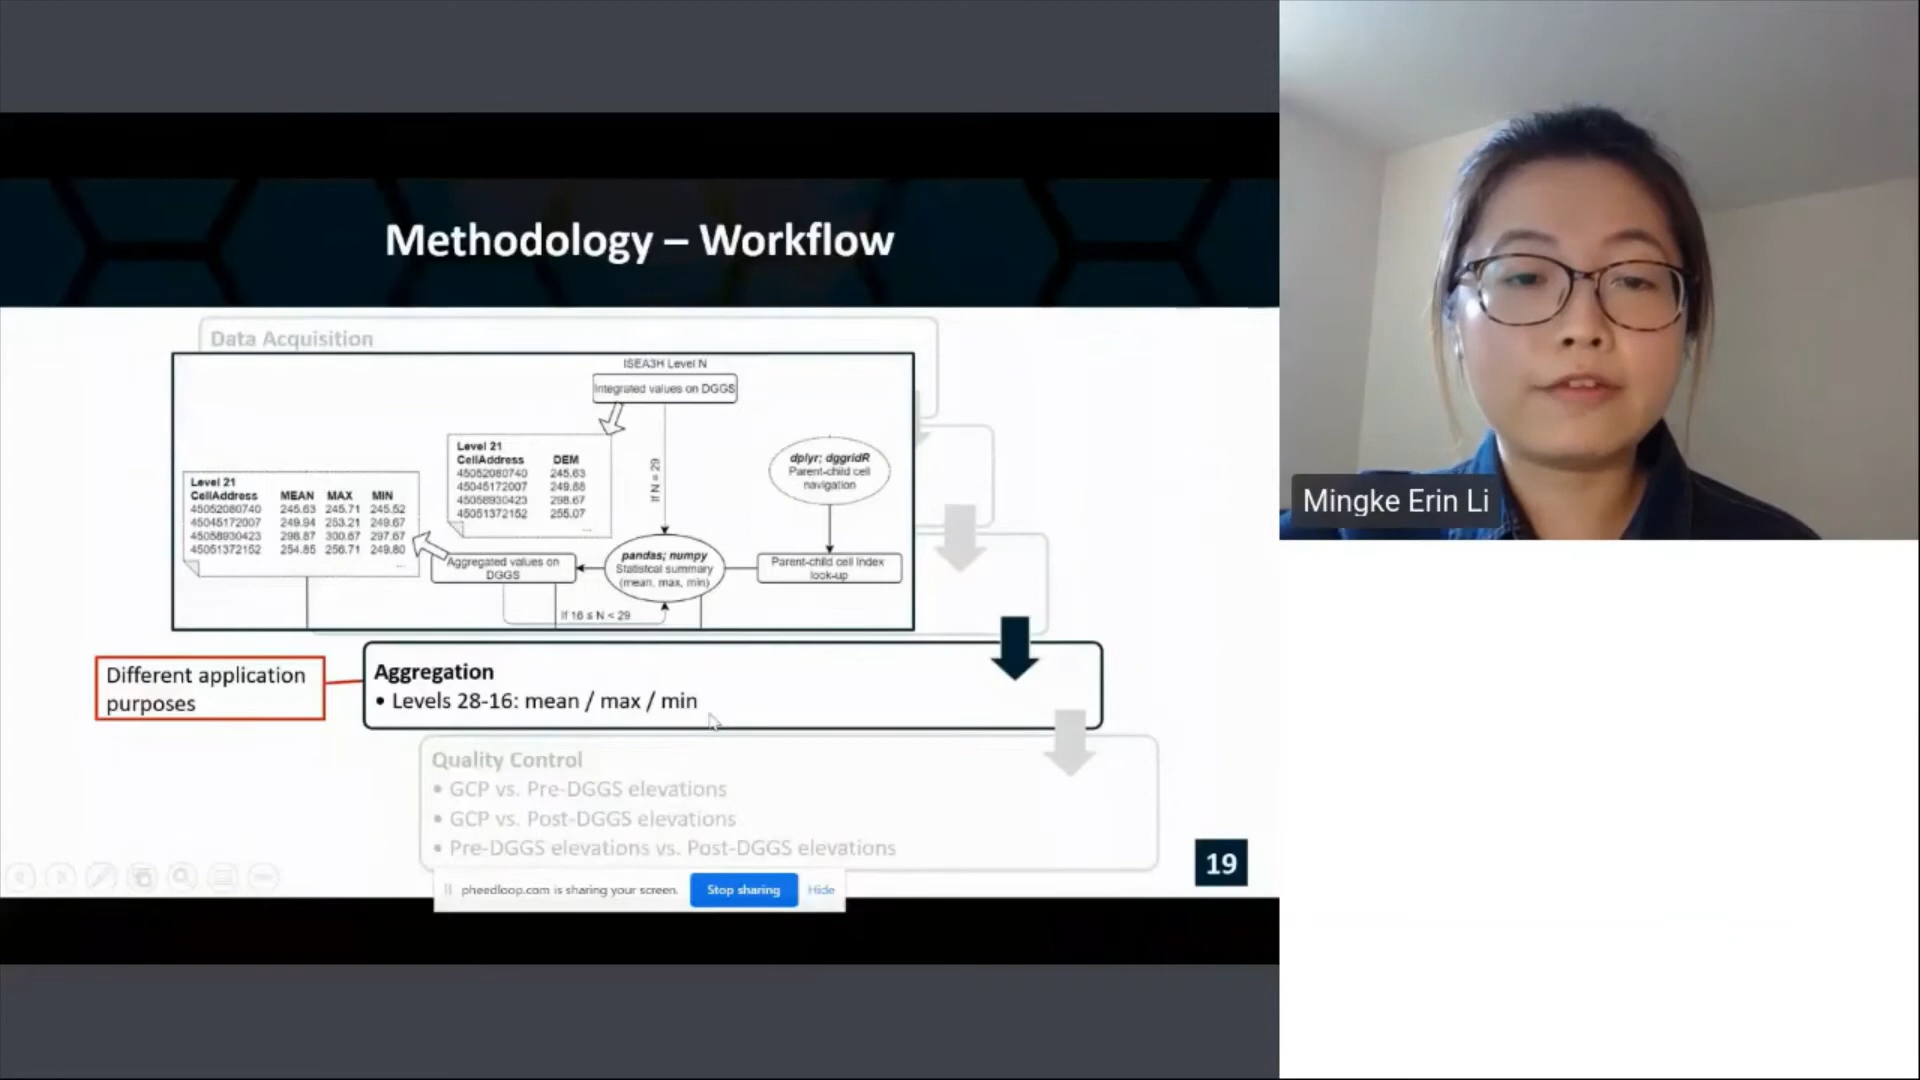 Methodology – Workflow
Data Acquisition
ISEA3H Level N
Integrated values on DGGS
If N = 29
Level 21
CellAddress DEM
45052080740 245.63
45045172007 249.88
45058930423 298.67
45051372152 255.07
...
dplyr; dggridR
Parent-child cell
navigation
Level 21
CellAddress MEAN MAX MIN
45052080740 245.63 245.71 245.52
45045172007 249.94 253.21 249.67
45058930423 298.87 300.67 297.67
45051372152 254.85 256.71 249.80
...
Aggregated values on
DGGS
pandas; numpy
Statistical summary
(mean, max, min)
Parent-child cell index
look-up
If 16 ≤ N < 29
Different application
purposes
Aggregation
• Levels 28-16: mean / max / min
Quality Control
• GCP vs. Pre-DGGS elevations
• GCP vs. Post-DGGS elevations
• Pre-DGGS elevations vs. Post-DGGS elevations
19
pheedloop.com is sharing your screen.
Stop sharing
Hide
Mingke Erin Li